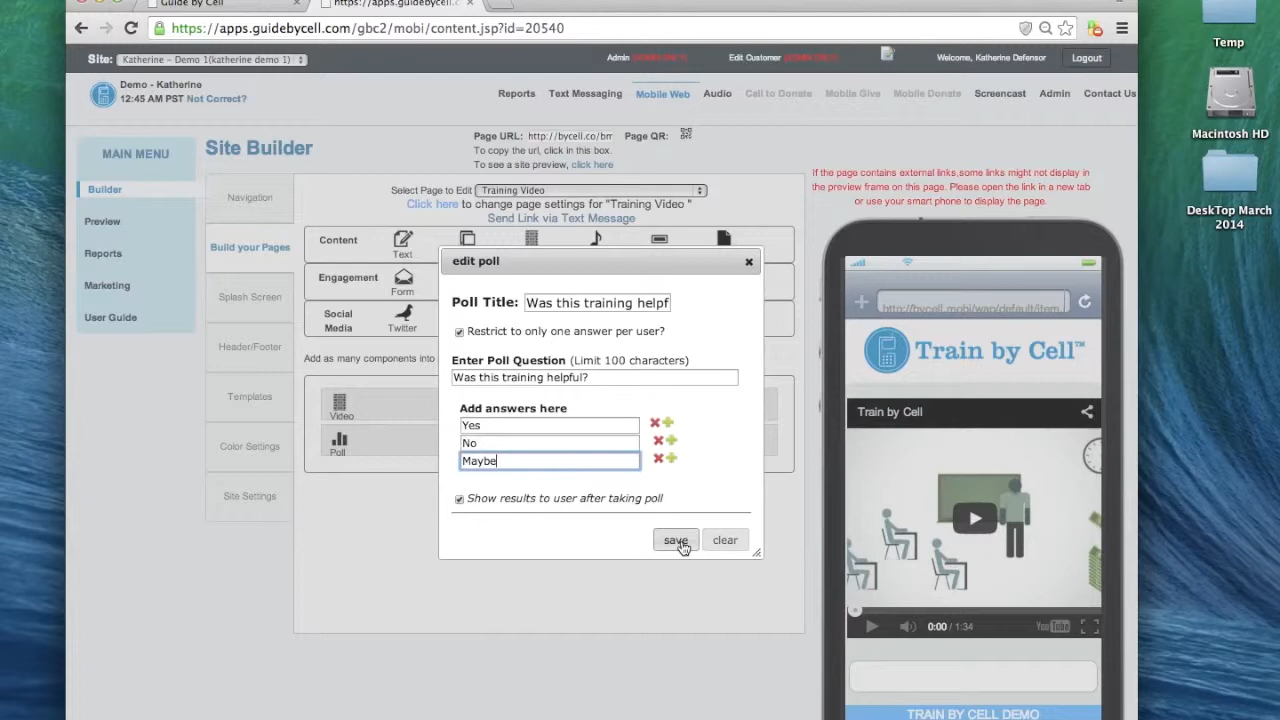 Guide by Cell
https://apps.guidebycell.
https://apps.guidebycell.com/gbc2/mobi/content.jsp?id=20540
Site: Katherine - Demo 1(katherine demo 1)
Admin
Edit Customer
Welcome, Katherine Defensor
Logout
Demo - Katherine
12:45 AM PST Not Correct?
Reports
Text Messaging
Mobile Web
Audio
Call to Donate
Mobile Give
Mobile Donate
Screencast
Admin
Contact Us
MAIN MENU
Builder
Preview
Reports
Marketing
User Guide
Site Builder
Page URL: http://bycell.co/bm
Page QR:
To copy the url, click in this box.
To see a site preview, click here
Navigation
Build your Pages
Splash Screen
Header/Footer
Templates
Color Settings
Site Settings
Select Page to Edit Training Video
Click here to change page settings for "Training Video "
Send Link via Text Message
Content
Text
Engagement
Form
Social
Media
Twitter
Add as many components into
Video
Poll
edit poll
Poll Title: Was this training helpf
Restrict to only one answer per user?
Enter Poll Question (Limit 100 characters)
Was this training helpful?
Add answers here
Yes
No
Maybe
Show results to user after taking poll
save
clear
If the page contains external links,some links might not display in
the preview frame on this page. Please open the link in a new tab
or use your smart phone to display the page.
http://bycell.mobi/wap/default/item.
Train by Cell™
Train by Cell
0:00 / 1:34
YouTube
TRAIN BY CELL DEMO
Temp
Macintosh HD
DeskTop March
2014